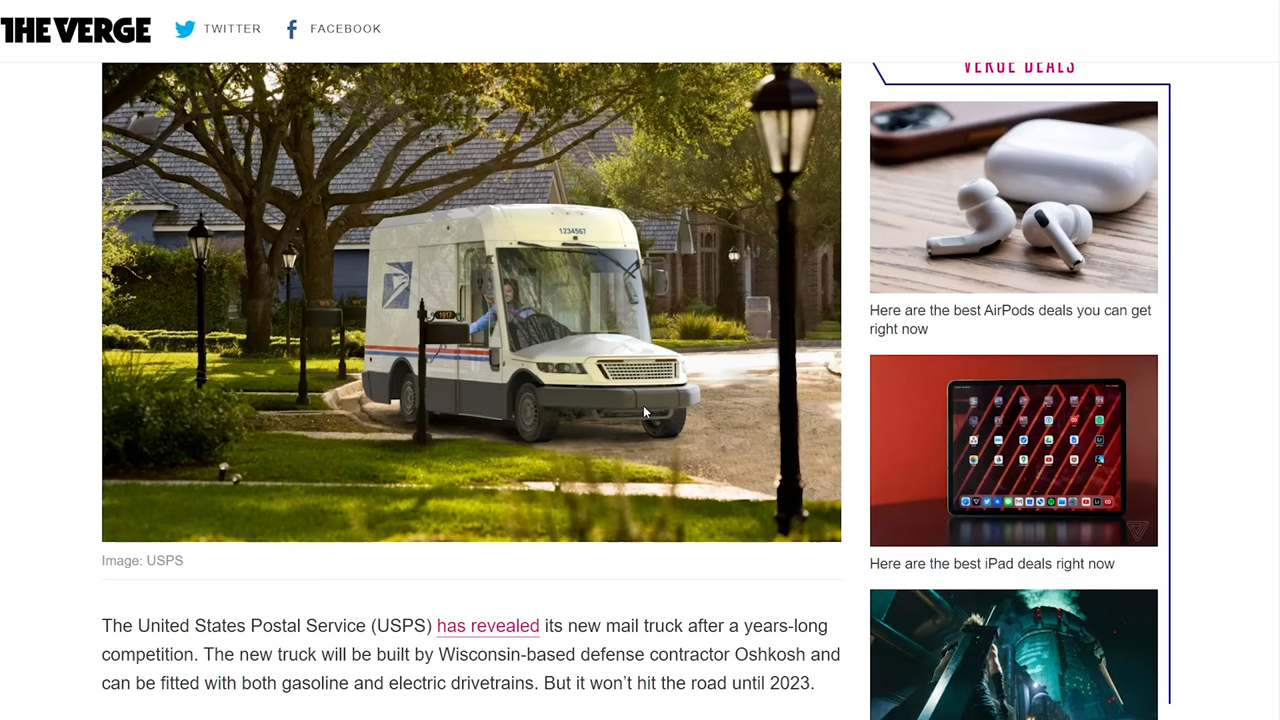 THE VERGE
TWITTER
FACEBOOK
VERGE DEALS
1234567
1917
Here are the best AirPods deals you can get
right now
Here are the best iPad deals right now
Image: USPS
The United States Postal Service (USPS) has revealed its new mail truck after a years-long
competition. The new truck will be built by Wisconsin-based defense contractor Oshkosh and
can be fitted with both gasoline and electric drivetrains. But it won’t hit the road until 2023.